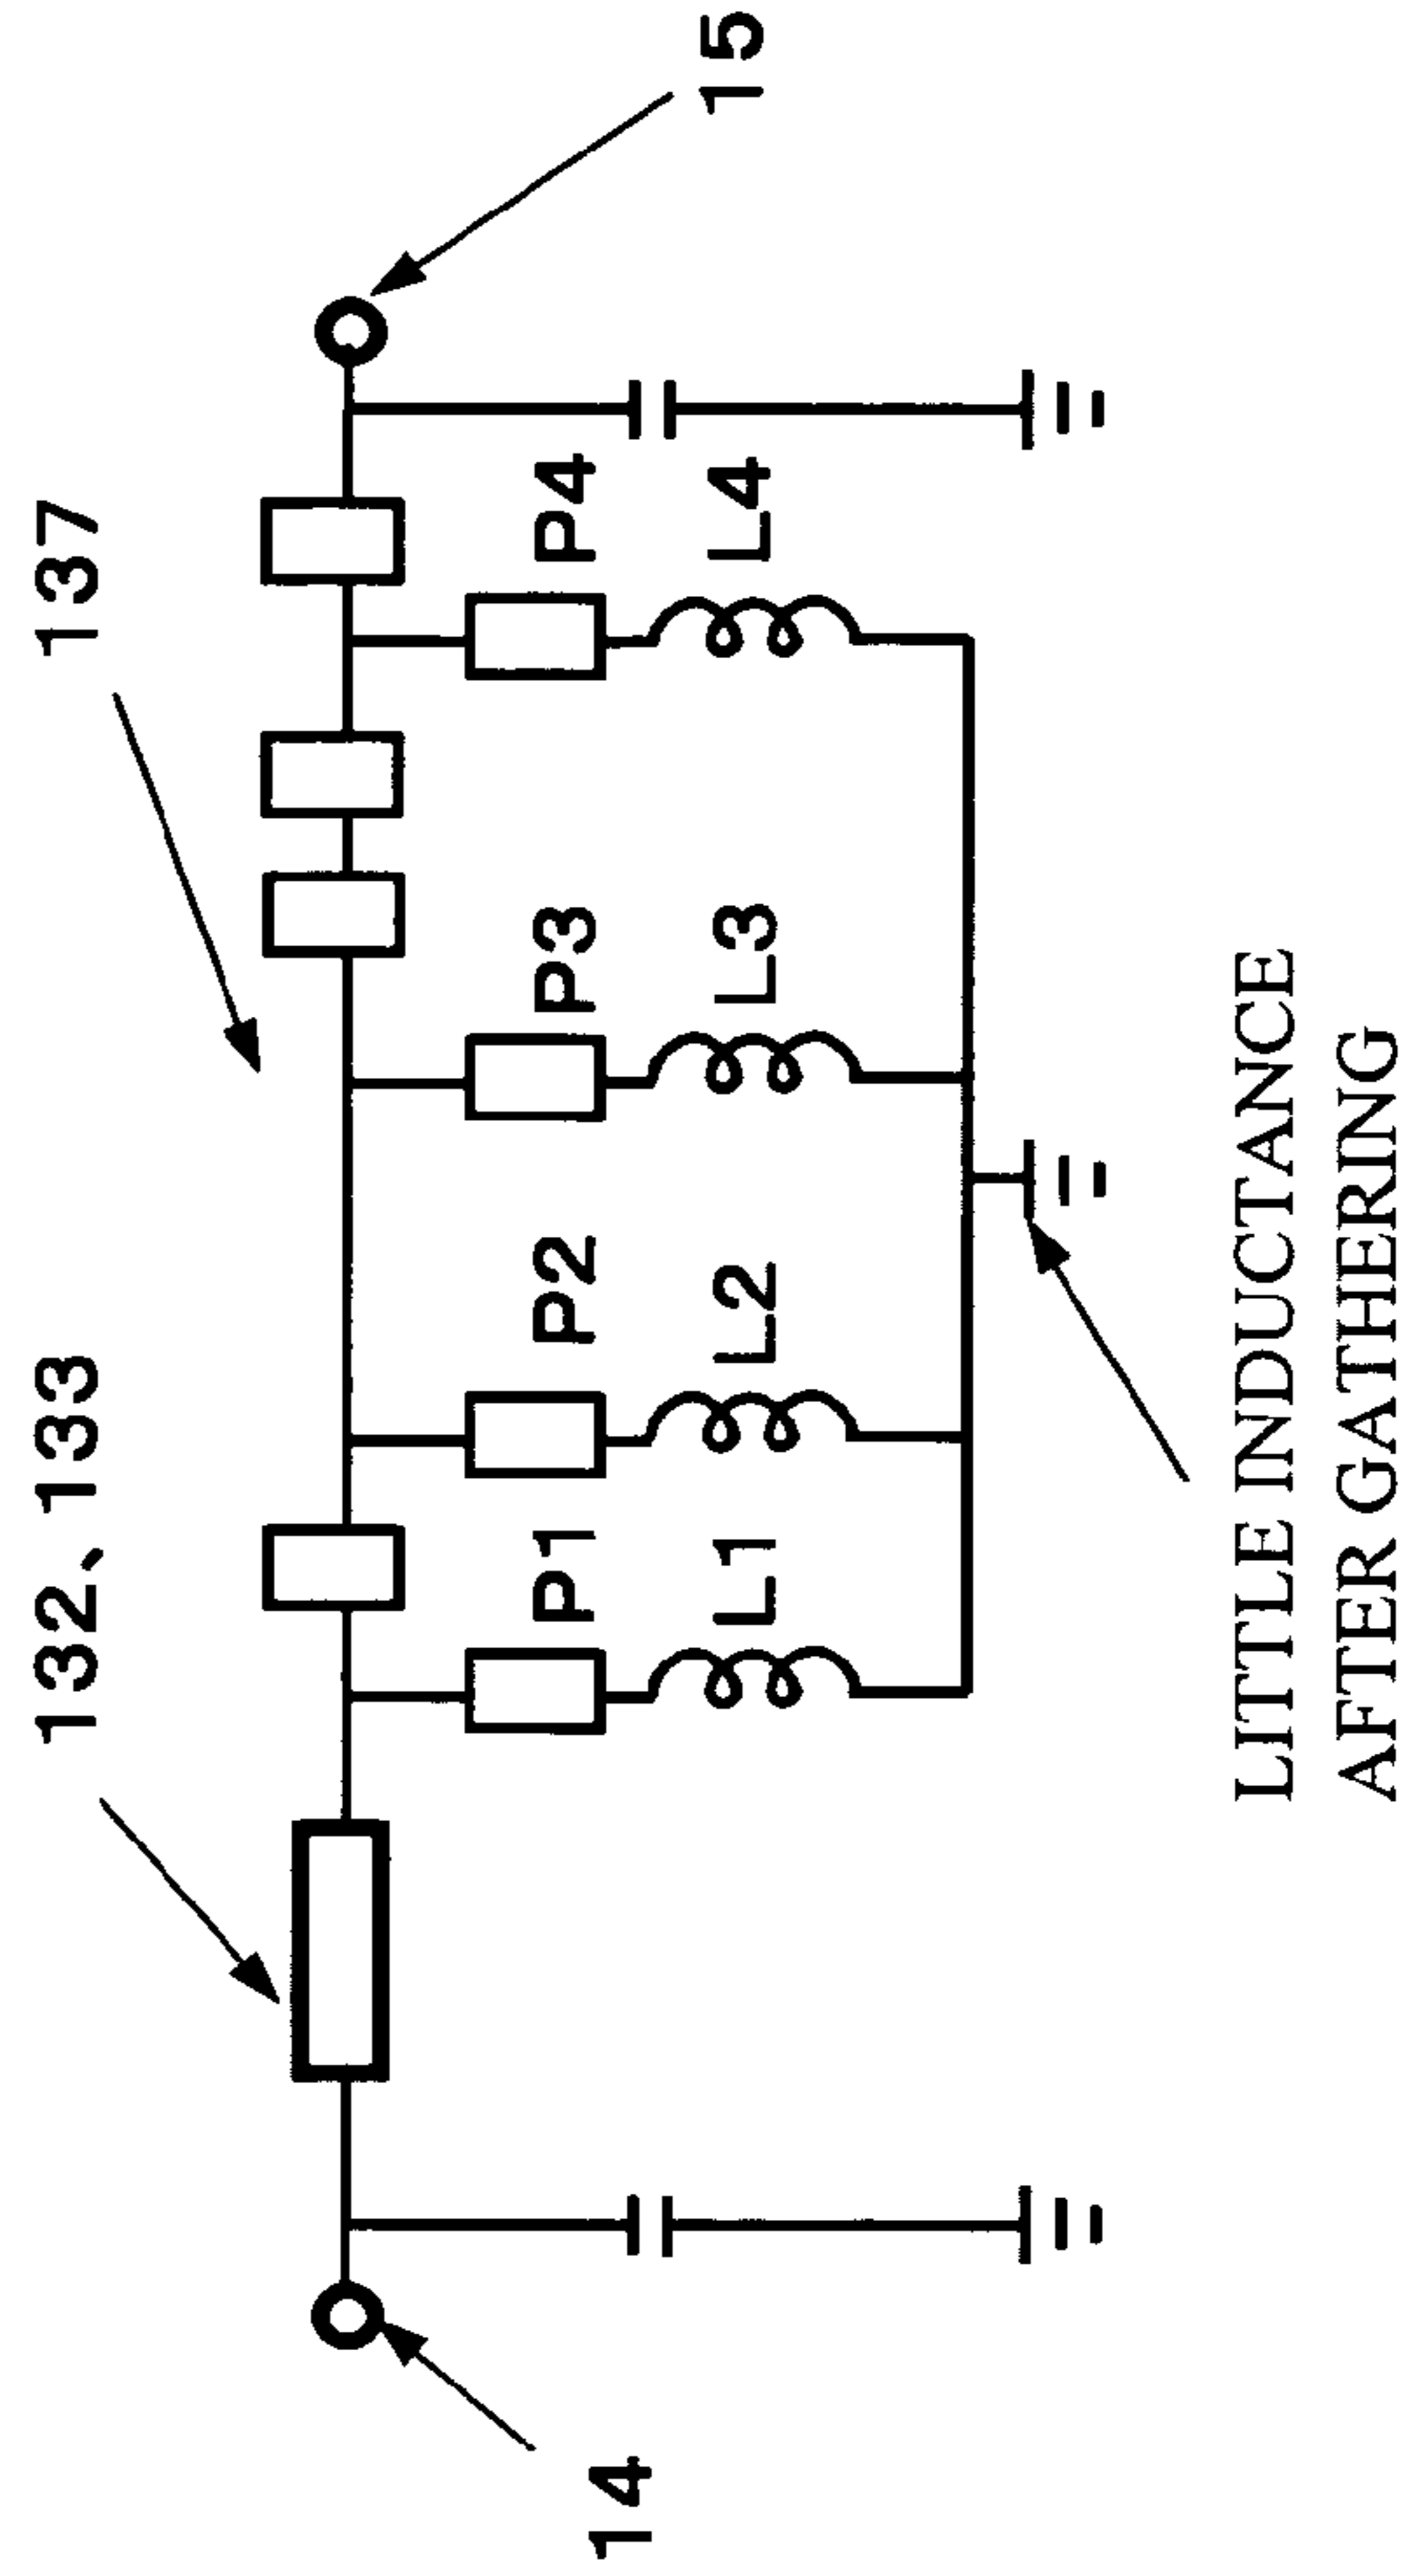 132、133
137
15
14
P1
P2
P3
P4
L1
L2
L3
L4
LITTLE INDUCTANCE
AFTER GATHERING